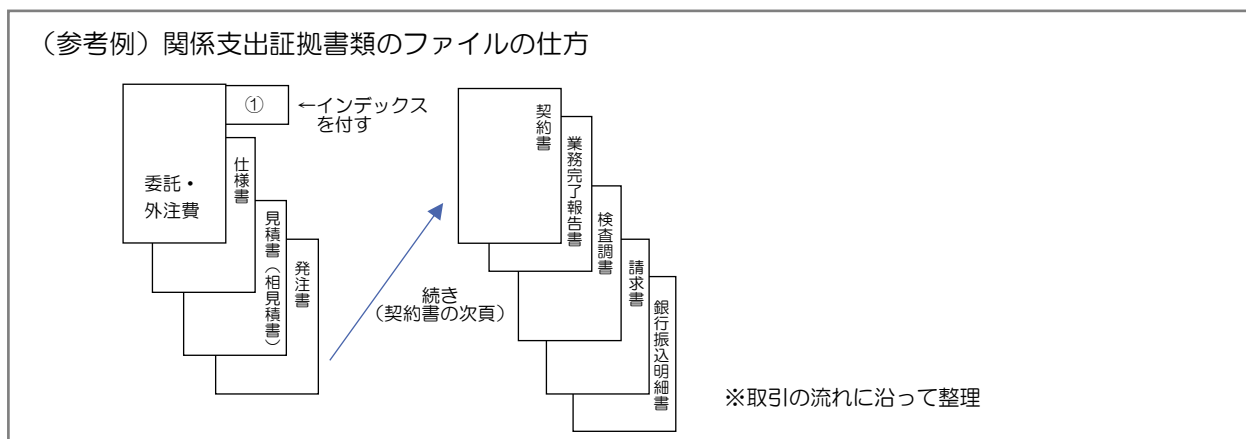 （参考例）関係支出証拠書類のファイルの仕方
①
←インデックス
を付す
委託・
外注費
仕様書
見積書（相見積書）
発注書
続き
（契約書の次頁）
契約書
業務完了報告書
検査調書
請求書
銀行振込明細書
※取引の流れに沿って整理